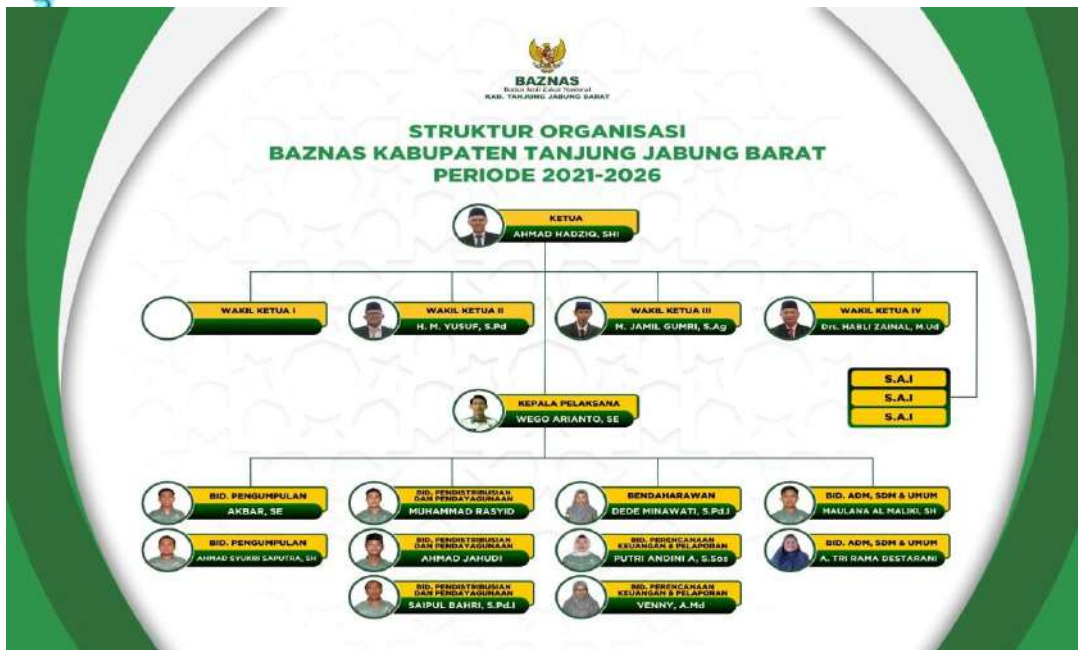 BAZNAS
Badan Amil Zakat Nasional
KAB. TANJUNG JABUNG BARAT
STRUKTUR ORGANISASI
BAZNAS KABUPATEN TANJUNG JABUNG BARAT
PERIODE 2021-2026
KETUA
AHMAD HADZIQ, SHI
WAKIL KETUA I
WAKIL KETUA II
H. M. YUSUF, S.Pd
WAKIL KETUA III
M. JAMIL GUMRI, S.Ag
WAKIL KETUA IV
Drs. HABLI ZAINAL, M.Ud
S.A.I
S.A.I
S.A.I
KEPALA PELAKSANA
WEGO ARIANTO, SE
BID. PENGUMPULAN
AKBAR, SE
BID. PENDISTRIBUSIAN
DAN PENDAYAGUNAAN
MUHAMMAD RASYID
BENDAHARAWAN
DEDE MINAWATI, S.Pd.I
BID. ADM, SDM & UMUM
MAULANA AL MALIKI, SH
BID. PENGUMPULAN
AHMAD SYUKRI SAPUTRA, SH
BID. PENDISTRIBUSIAN
DAN PENDAYAGUNAAN
AHMAD JAHUDI
BID. PERENCANAAN
KEUANGAN & PELAPORAN
PUTRI ANDINI A, S.Sos
BID. ADM, SDM & UMUM
A. TRI RAMA DESTARANI
BID. PENDISTRIBUSIAN
DAN PENDAYAGUNAAN
SAIPUL BAHRI, S.Pd.I
BID. PERENCANAAN
KEUANGAN & PELAPORAN
VENNY, A.Md